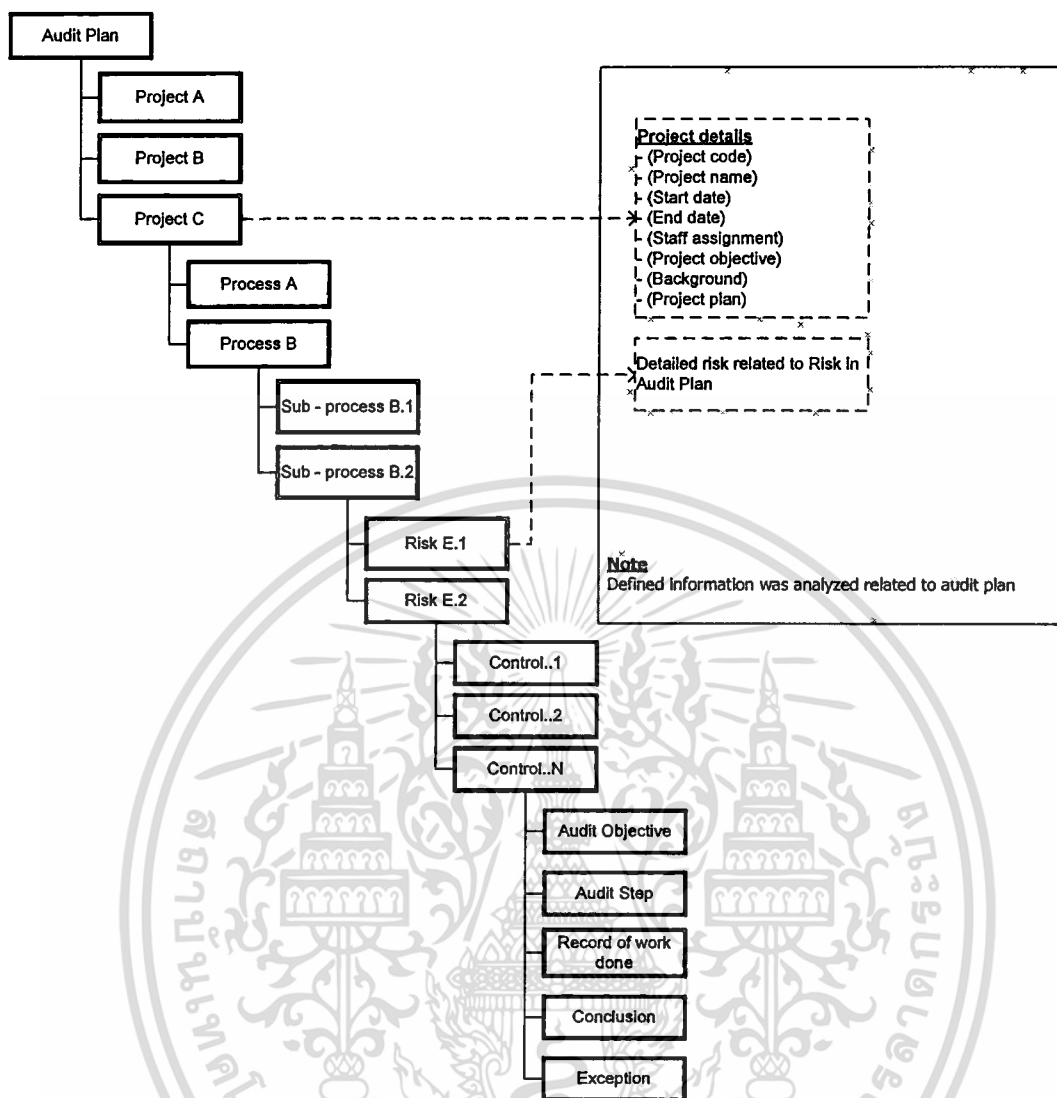 Audit Plan
Project A
Project B
Project C
Process A
Process B
Sub - process B.1
Sub - process B.2
Risk E.1
Risk E.2
Control..1
Control..2
Control..N
Audit Objective
Audit Step
Record of work
done
Conclusion
Exception
Project details
- (Project code)
- (Project name)
- (Start date)
- (End date)
- (Staff assignment)
- (Project objective)
- (Background)
- (Project plan)
Detailed risk related to Risk in
Audit Plan
Note
Defined information was analyzed related to audit plan